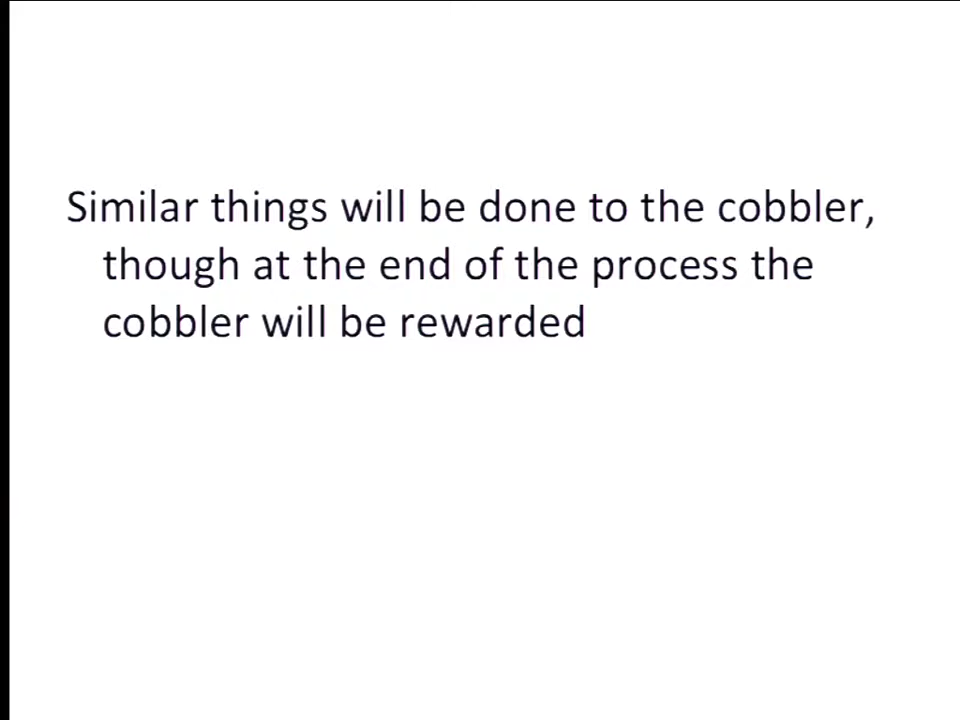 Similar things will be done to the cobbler,
though at the end of the process the
cobbler will be rewarded